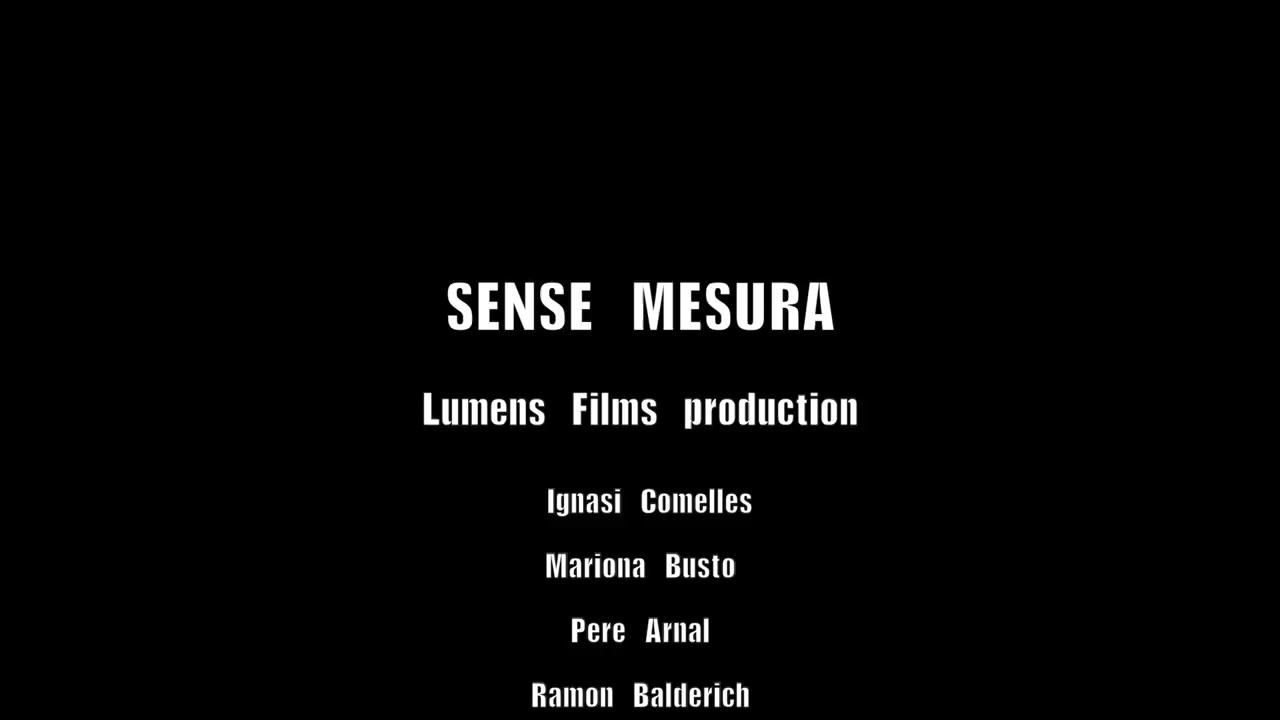 SENSE MESURA
Lumens Films production
Ignasi Comelles
Mariona Busto
Pere Arnal
Ramon Balderich